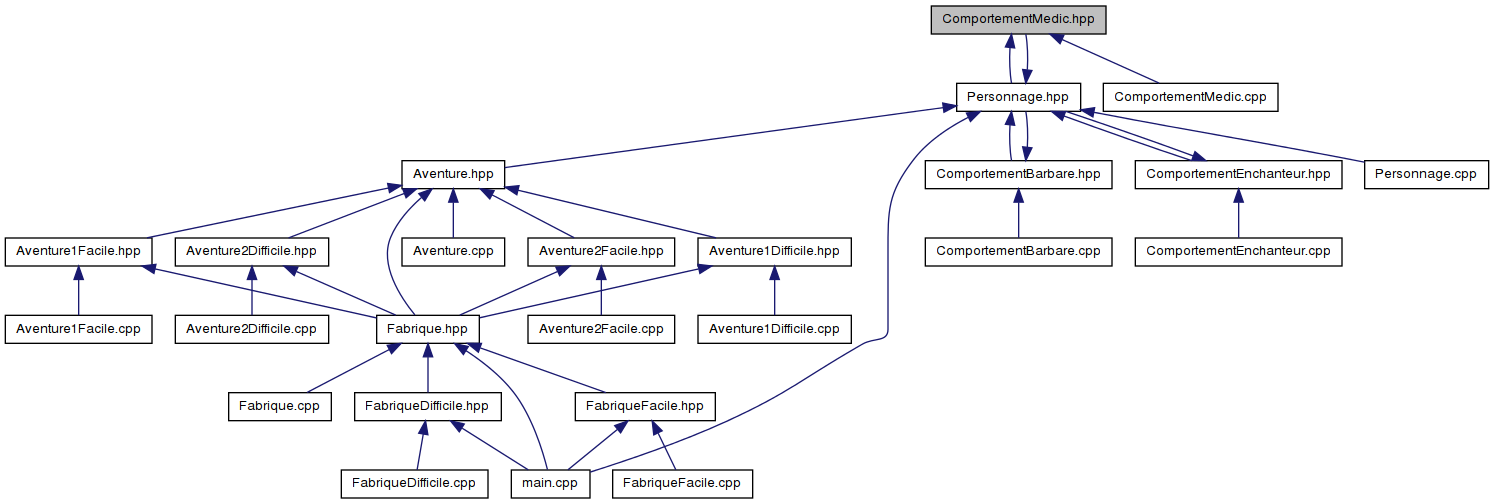 ComportementMedic.hpp
Personnage.hpp
ComportementMedic.cpp
Aventure.hpp
ComportementBarbare.hpp
ComportementEnchanteur.hpp
Personnage.cpp
Aventure1Facile.hpp
Aventure2Difficile.hpp
Aventure.cpp
Aventure2Facile.hpp
Aventure1Difficile.hpp
ComportementBarbare.cpp
ComportementEnchanteur.cpp
Aventure1Facile.cpp
Aventure2Difficile.cpp
Fabrique.hpp
Aventure2Facile.cpp
Aventure1Difficile.cpp
Fabrique.cpp
FabriqueDifficile.hpp
FabriqueFacile.hpp
FabriqueDifficile.cpp
main.cpp
FabriqueFacile.cpp